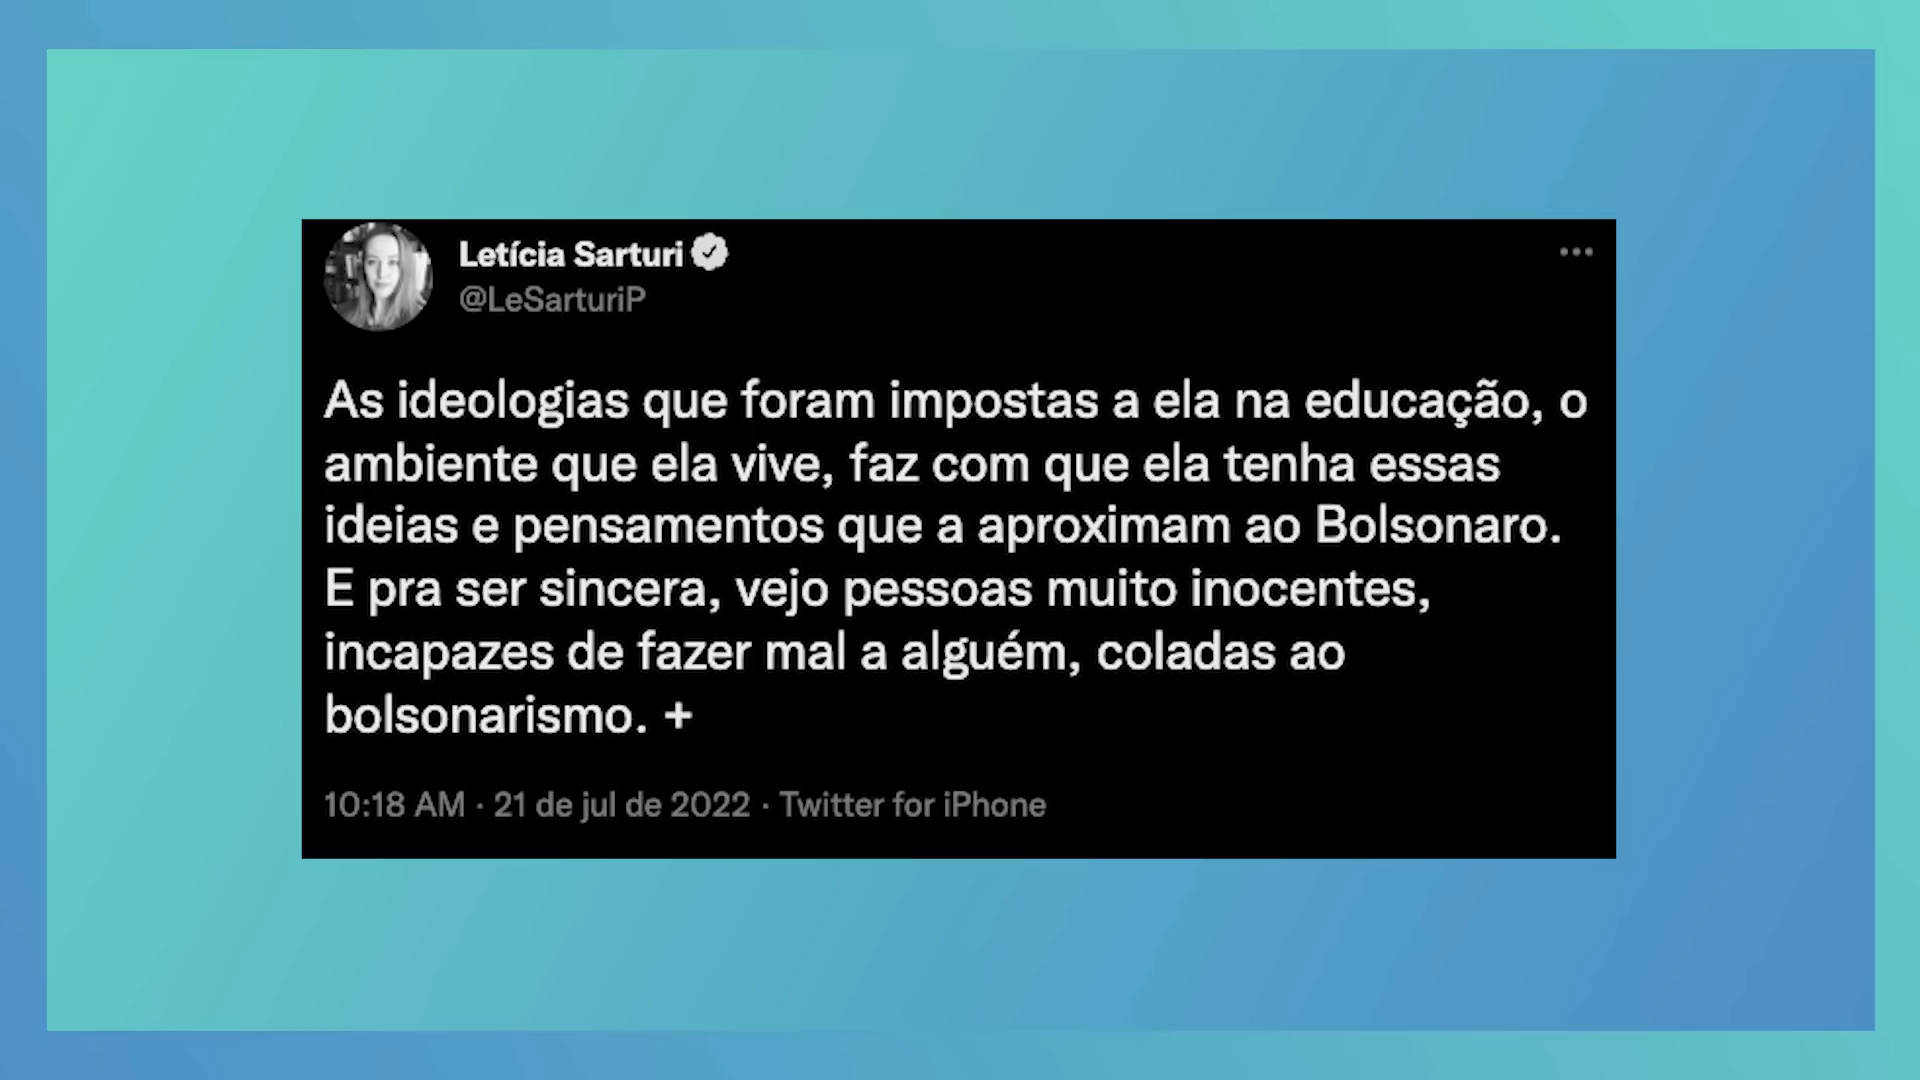 Letícia Sarturi
@LeSarturiP
As ideologias que foram impostas a ela na educação, o
ambiente que ela vive, faz com que ela tenha essas
ideias e pensamentos que a aproximam ao Bolsonaro.
E pra ser sincera, vejo pessoas muito inocentes,
incapazes de fazer mal a alguém, coladas ao
bolsonarismo. +
10:18 AM · 21 de jul de 2022 · Twitter for iPhone